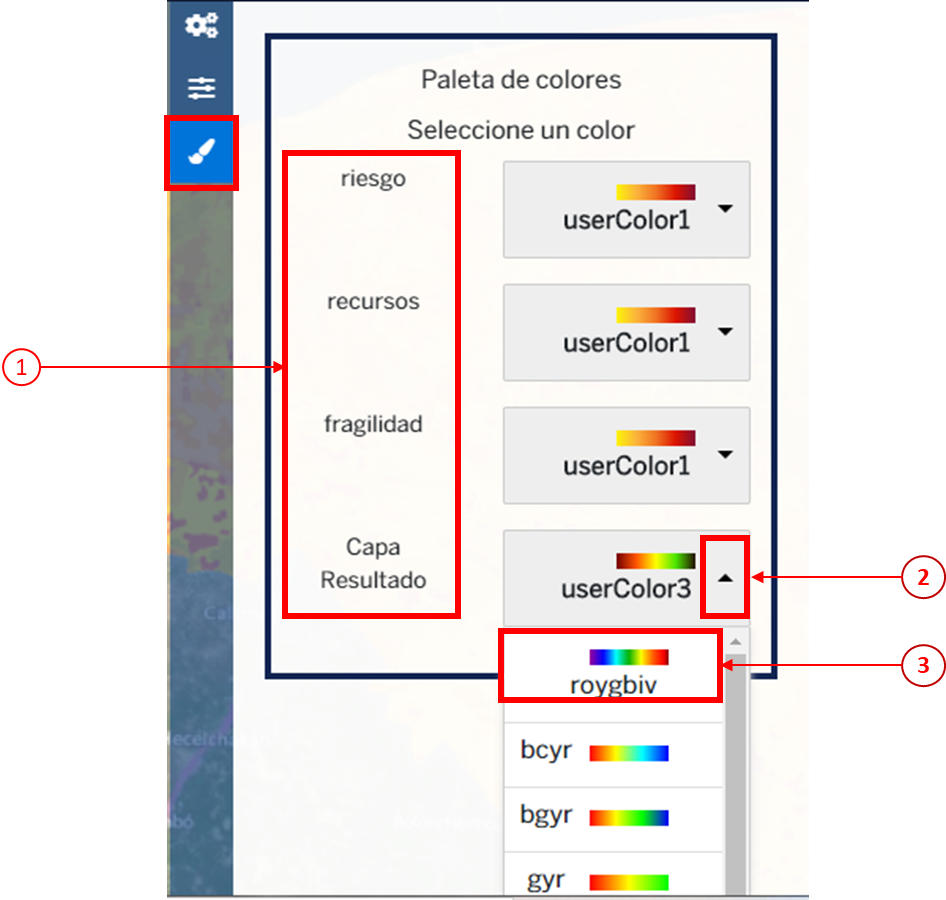 Paleta de colores
Seleccione un color
riesgo
userColor1
recursos
userColor1
1
fragilidad
userColor1
Capa
Resultado
userColor3
2
3
roygbiv
bcyr
bgyr
gyr